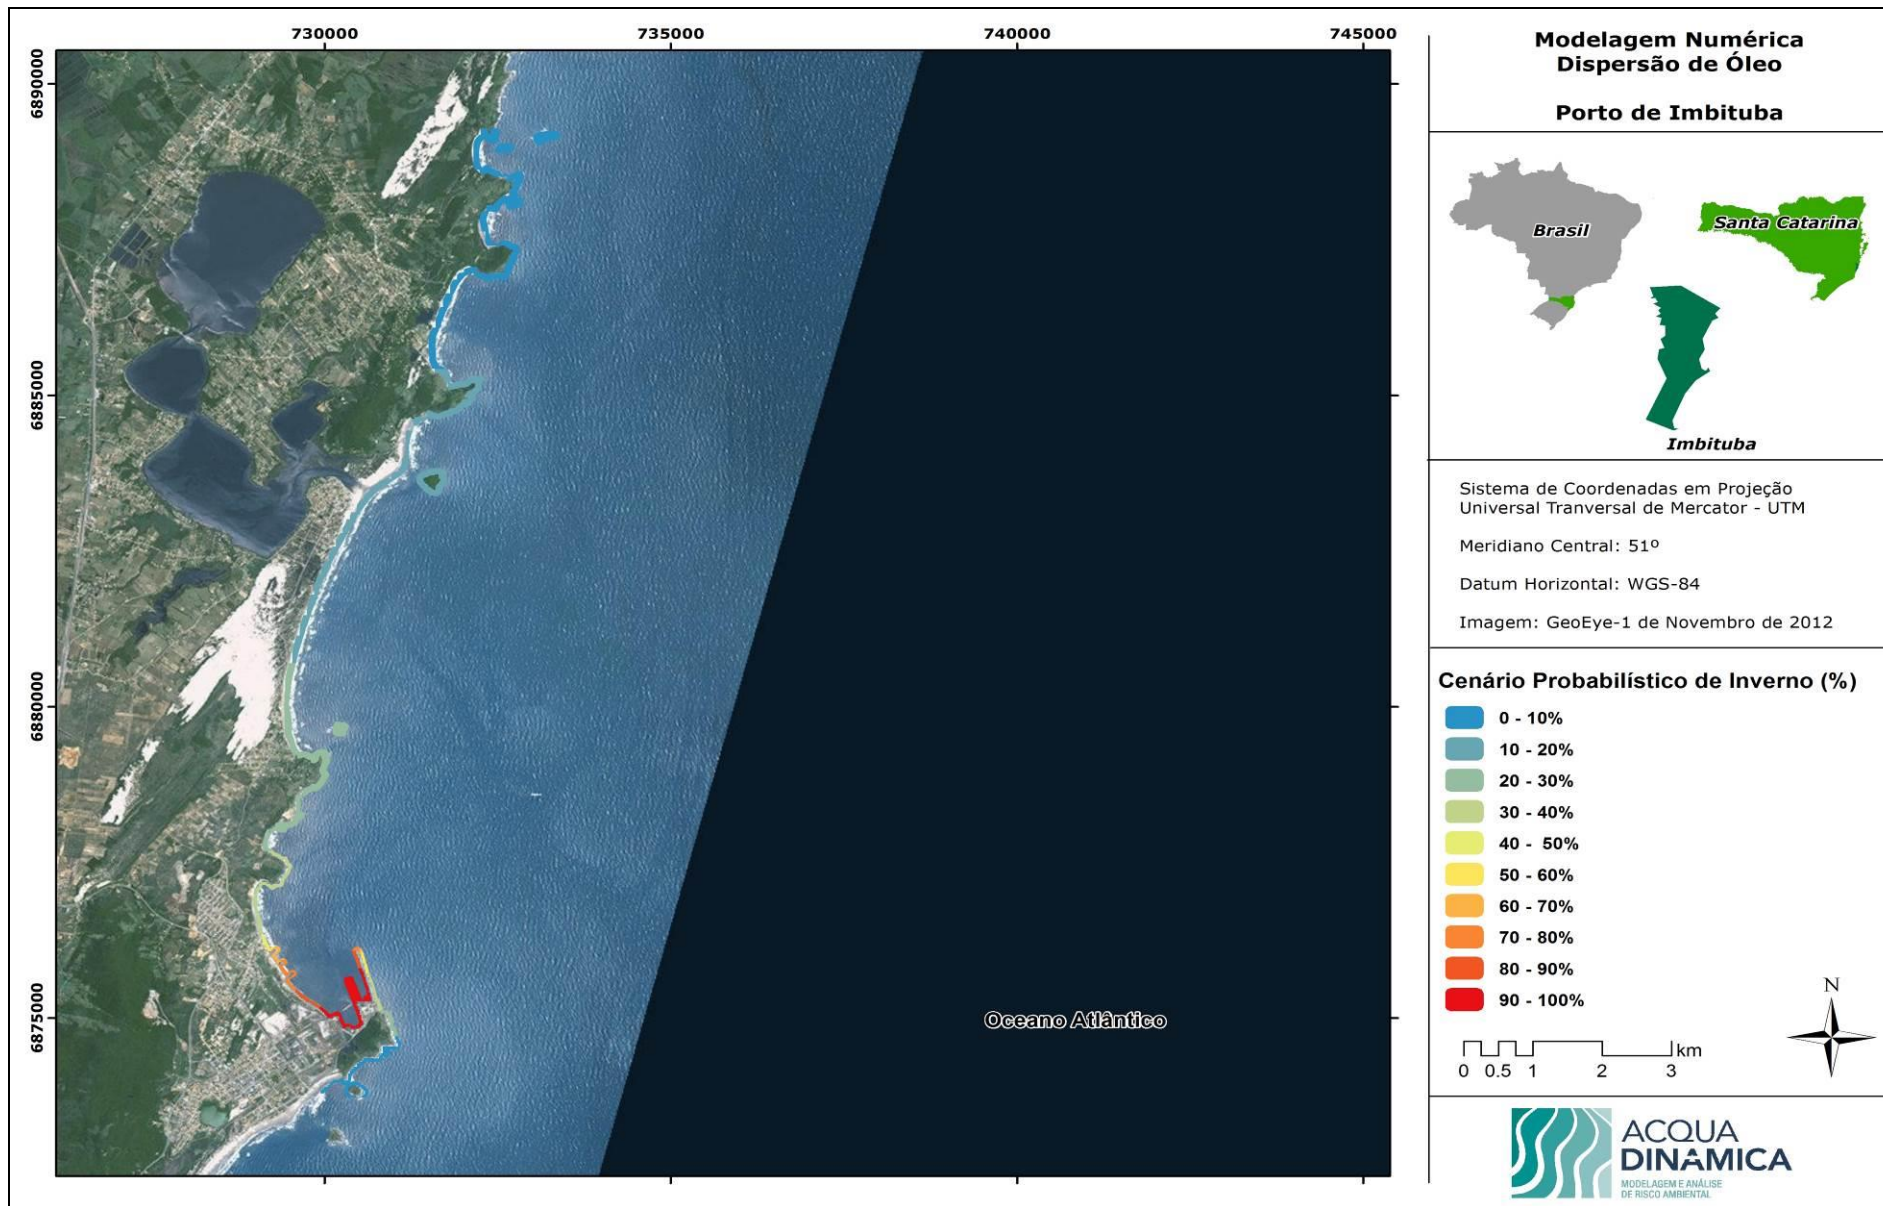 730000
735000
740000
745000
6890000
6885000
6880000
6875000
Oceano Atlântico
Modelagem Numérica
Dispersão de Óleo
Porto de Imbituba
Brasil
Santa Catarina
Imbituba
Sistema de Coordenadas em Projeção
Universal Tranversal de Mercator - UTM
Meridiano Central: 51º
Datum Horizontal: WGS-84
Imagem: GeoEye-1 de Novembro de 2012
Cenário Probabilístico de Inverno (%)
0 - 10%
10 - 20%
20 - 30%
30 - 40%
40 - 50%
50 - 60%
60 - 70%
70 - 80%
80 - 90%
90 - 100%
km
0 0.5 1 2 3
N
ACQUA
DINÂMICA
MODELAGEM E ANÁLISE
DE RISCO AMBIENTAL